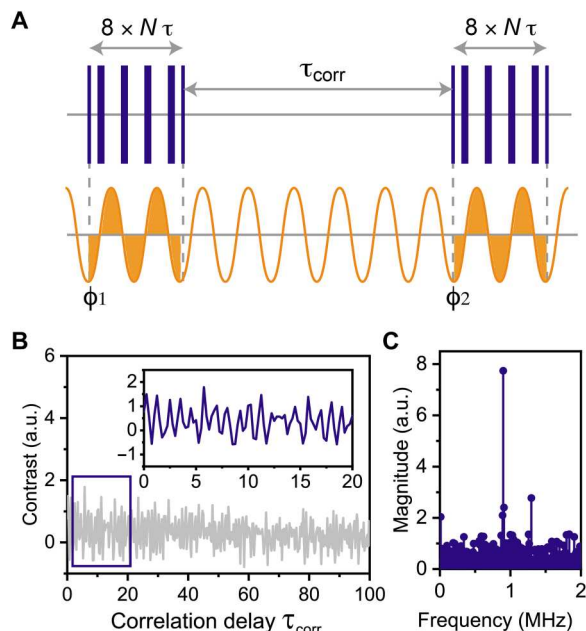 A
8 × N τ
8 × N τ
τcorr
ϕ1
ϕ2
B
C
Contrast (a.u.)
6
4
2
0
2
1
0
−1
0
5
10
15
20
0
20
40
60
80
100
Correlation delay τcorr
Magnitude (a.u.)
8
6
4
2
0
0
1
2
Frequency (MHz)